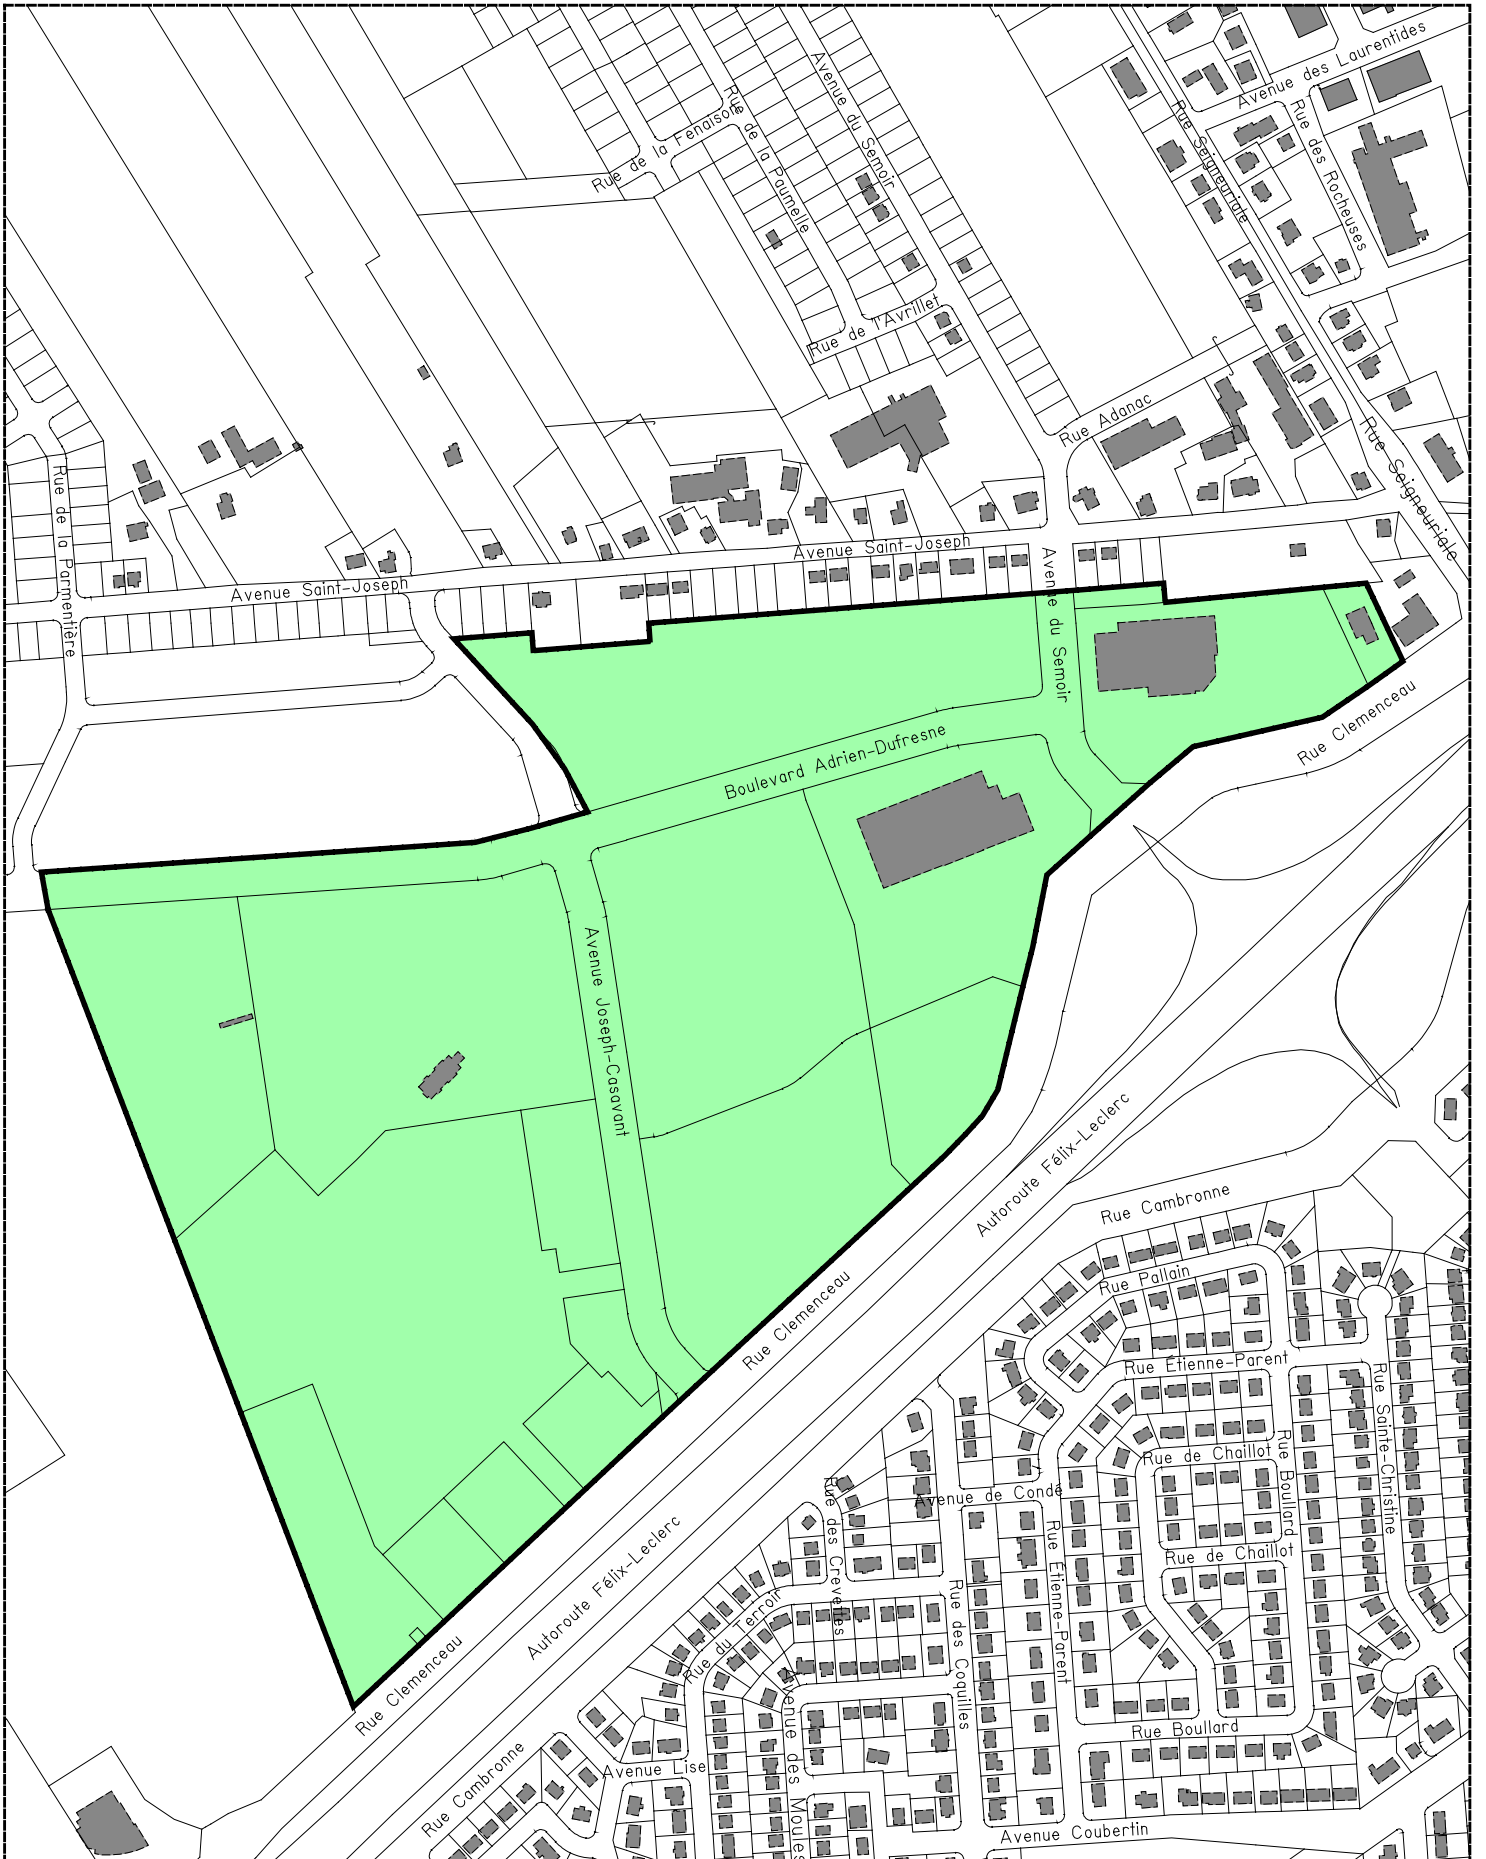 Avenue des Laurentides
Avenue du Semoir
Rue de la Fenaison
Rue de la Paumelle
Rue Seigneuriale
Rue des Rocheuses
Rue de l'Avrillet
Rue Adanac
Rue Seigneuriale
Rue de la Parmentière
Avenue Saint-Joseph
Avenue Saint-Joseph
Avenue du Semoir
Rue Clemenceau
Boulevard Adrien-Dufresne
Avenue Joseph-Casavant
Autoroute Félix-Leclerc
Rue Cambronne
Rue Pallain
Rue Clemenceau
Rue Étienne-Parent
Rue Sainte-Christine
Rue de Chaillot
Rue Boullard
Avenue de Condé
Rue des Crevettes
Rue Étienne-Parent
Rue de Chaillot
Autoroute Félix-Leclerc
Rue du Terroir
Rue des Coquilles
Rue Clemenceau
Avenue des Moules
Rue Boullard
Rue Cambronne
Avenue Lise
Avenue Coubertin